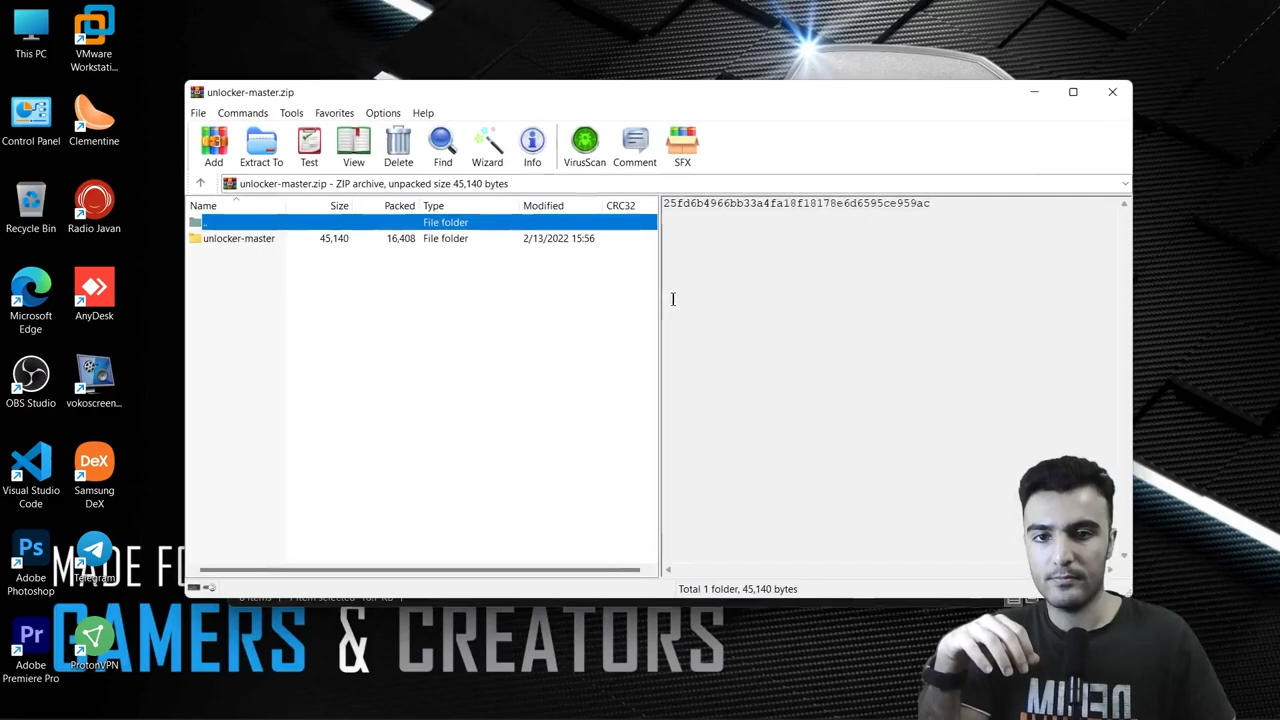 This PC
VMware
Workstati...
Control Panel
Clementine
Recycle Bin
Radio Javan
Microsoft
Edge
AnyDesk
OBS Studio
vokoscreen...
Visual Studio
Code
DeX
Samsung
DeX
Ps
Adobe
Photoshop
Telegram
Pr
Adobe
Premiere Pro
ProtonVPN
MADE FO
GAMERS & CREATORS
unlocker-master.zip
File Commands Tools Favorites Options Help
Add Extract To Test View Delete Find Wizard Info VirusScan Comment SFX
unlocker-master.zip - ZIP archive, unpacked size 45,140 bytes
Name Size Packed Type Modified CRC32
.. File folder
unlocker-master 45,140 16,408 File folder 2/13/2022 15:56
25fd6b4966bb33a4fa18f18178e6d6595ce959ac
Total 1 folder, 45,140 bytes